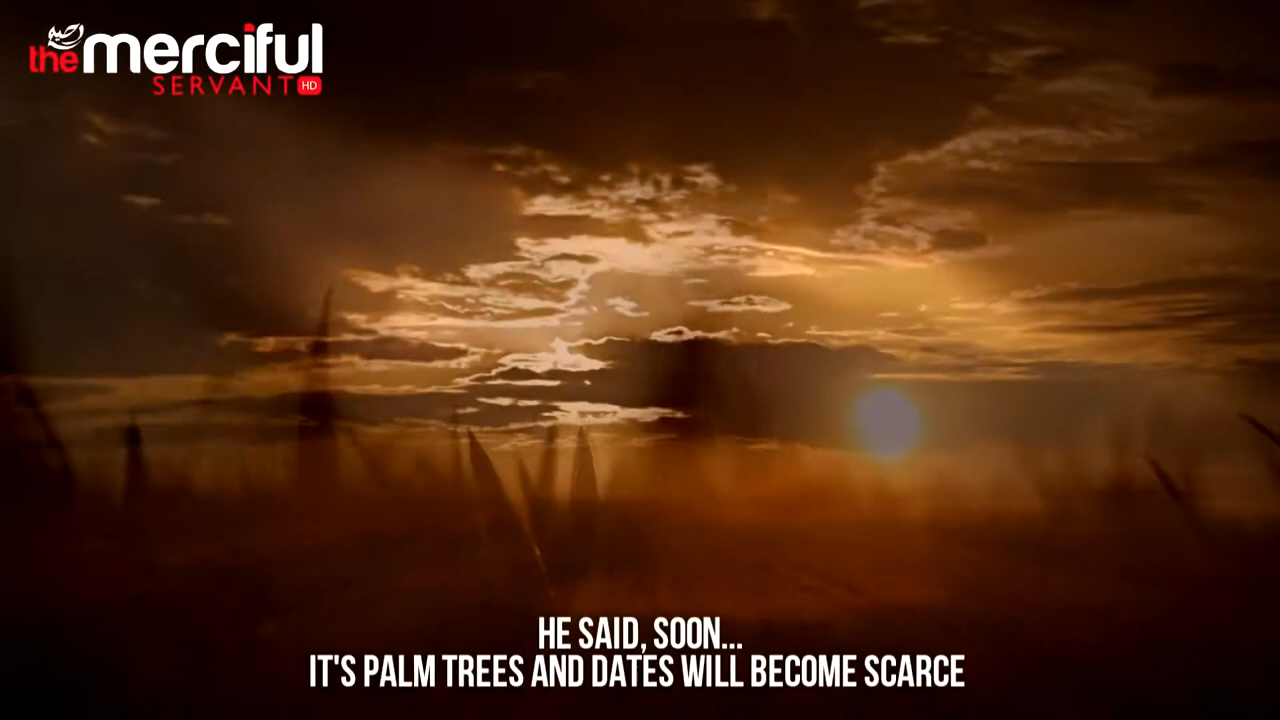 the merciful
SERVANT HD
HE SAID, SOON...
IT'S PALM TREES AND DATES WILL BECOME SCARCE